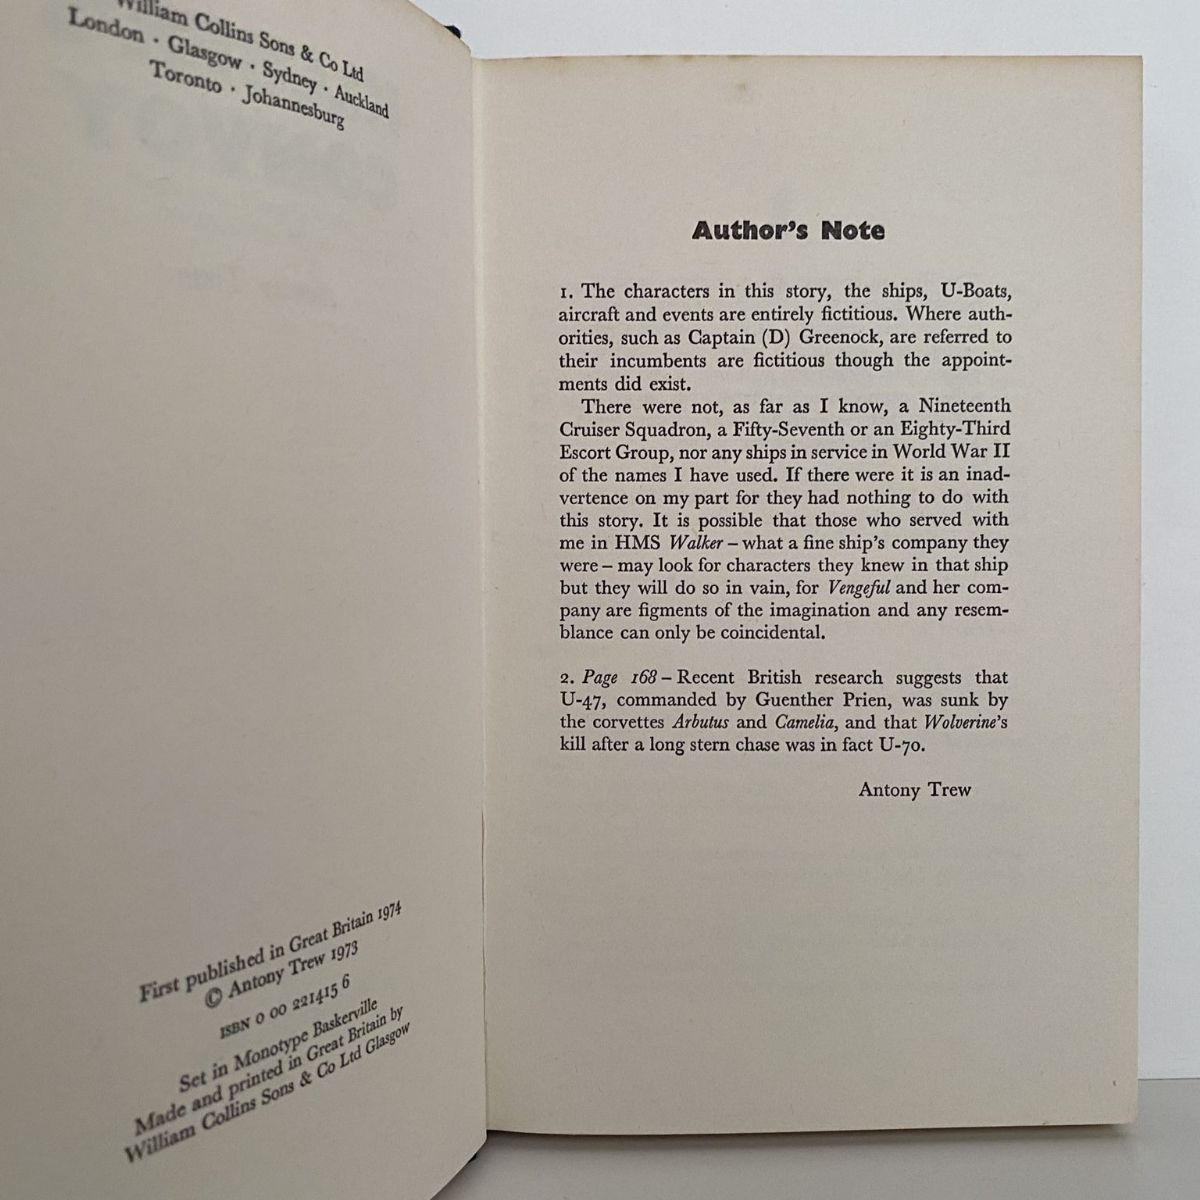 William Collins Sons & Co Ltd
London · Glasgow · Sydney · Auckland
Toronto · Johannesburg
First published in Great Britain 1974
© Antony Trew 1973
ISBN 0 00 221415 6
Set in Monotype Baskerville
Made and printed in Great Britain by
William Collins Sons & Co Ltd Glasgow
Author's Note
1. The characters in this story, the ships, U-Boats,
aircraft and events are entirely fictitious. Where auth-
orities, such as Captain (D) Greenock, are referred to
their incumbents are fictitious though the appoint-
ments did exist.
There were not, as far as I know, a Nineteenth
Cruiser Squadron, a Fifty-Seventh or an Eighty-Third
Escort Group, nor any ships in service in World War II
of the names I have used. If there were it is an inad-
vertence on my part for they had nothing to do with
this story. It is possible that those who served with
me in HMS Walker – what a fine ship's company they
were – may look for characters they knew in that ship
but they will do so in vain, for Vengeful and her com-
pany are figments of the imagination and any resem-
blance can only be coincidental.
2. Page 168 – Recent British research suggests that
U-47, commanded by Guenther Prien, was sunk by
the corvettes Arbutus and Camelia, and that Wolverine's
kill after a long stern chase was in fact U-70.
Antony Trew